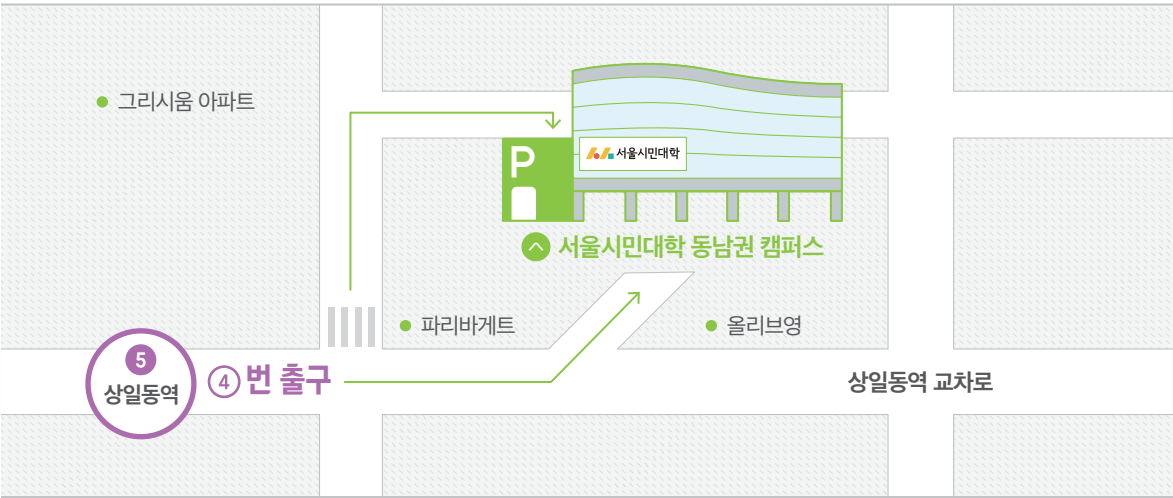 그리시움 아파트
P
서울시민대학
서울시민대학 동남권 캠퍼스
파리바게트
올리브영
5
상일동역
4 번 출구
상일동역 교차로